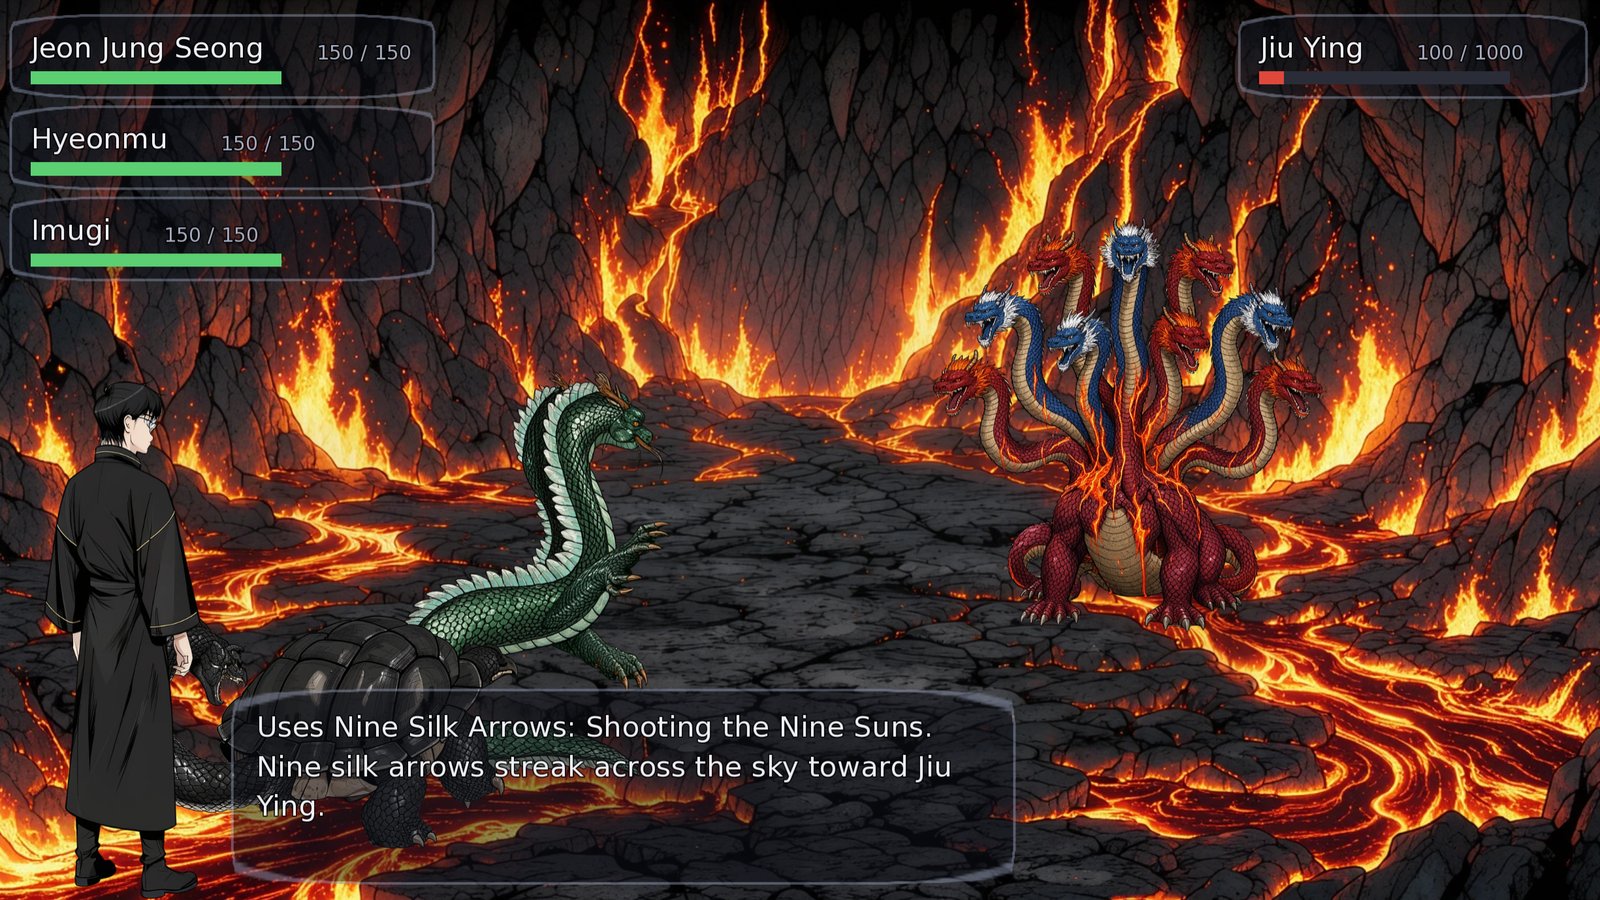 Jeon Jung Seong 150 / 150
Hyeonmu 150 / 150
Imugi 150 / 150
Jiu Ying 100 / 1000
Uses Nine Silk Arrows: Shooting the Nine Suns.
Nine silk arrows streak across the sky toward Jiu
Ying.